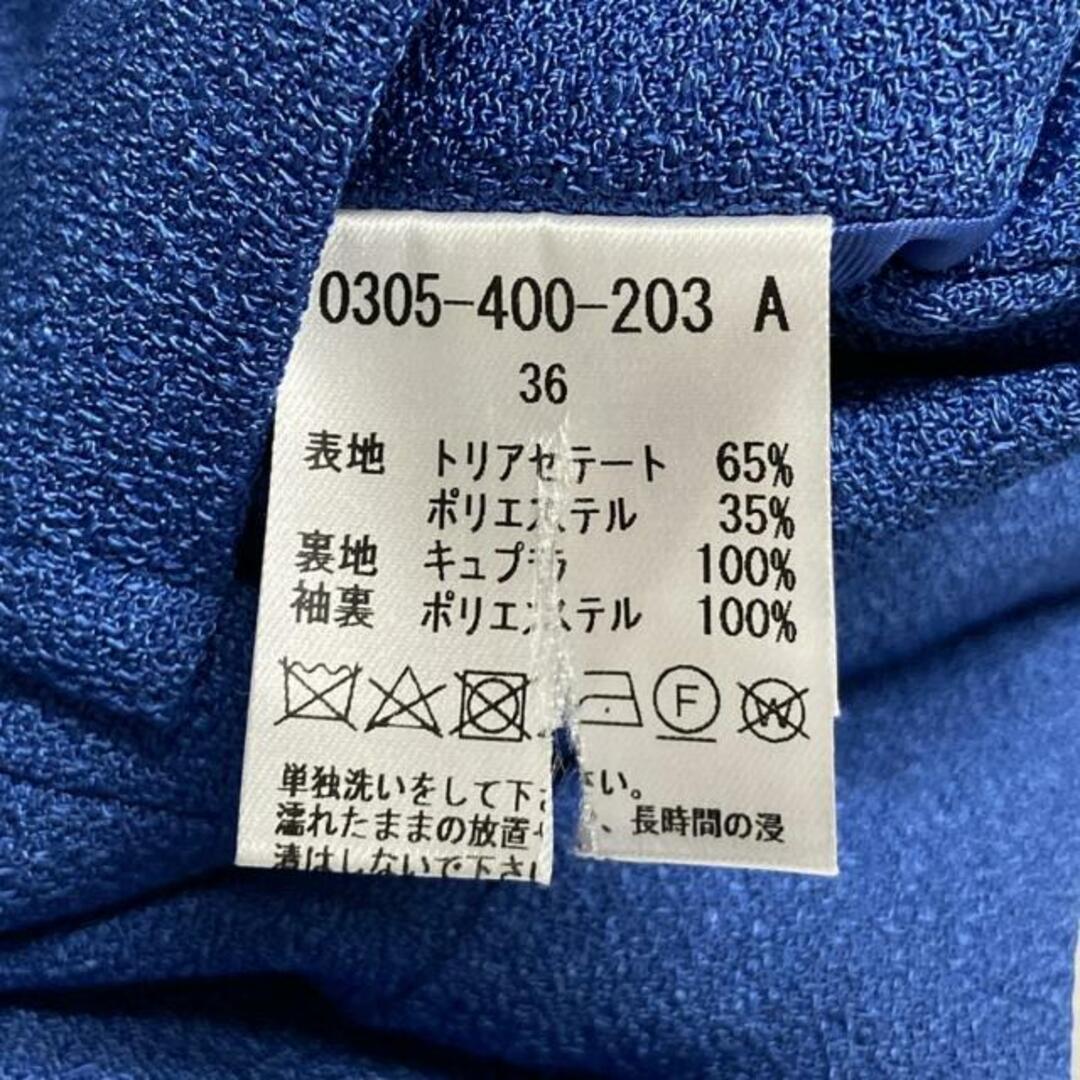 0305-400-203 A
36
表地 トリアセテート 65%
ポリエステル 35%
裏地 キュプラ 100%
袖裏 ポリエステル 100%
F
W
単独洗いをして下さい。
濡れたままの放置や、長時間の浸
漬はしないで下さい